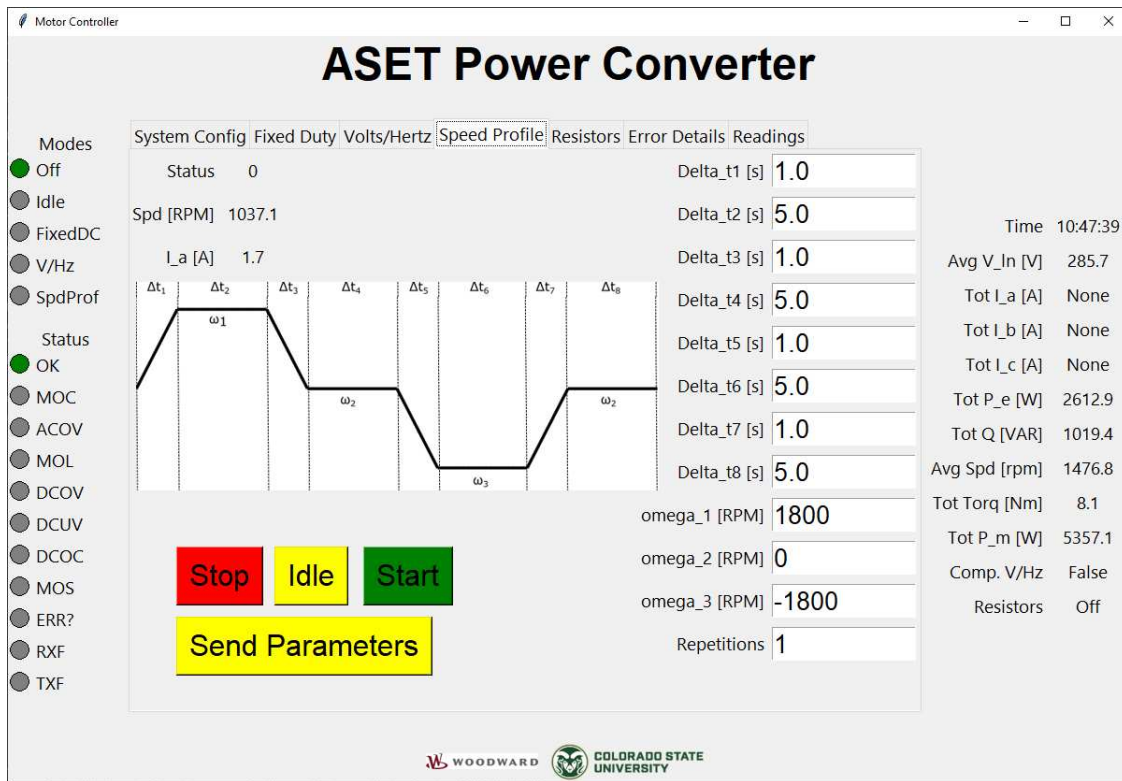 Motor Controller
ASET Power Converter
System Config Fixed Duty Volts/Hertz Speed Profile Resistors Error Details Readings
Modes
Off
Idle
FixedDC
V/Hz
SpdProf
Status
OK
MOC
ACOV
MOL
DCOV
DCUV
DCOC
MOS
ERR?
RXF
TXF
Status 0
Spd [RPM] 1037.1
I_a [A] 1.7
Δt₁ Δt₂ Δt₃ Δt₄ Δt₅ Δt₆ Δt₇ Δt₈
ω₁
ω₂ ω₂
ω₃
Stop Idle Start
Send Parameters
Delta_t1 [s] 1.0
Delta_t2 [s] 5.0
Delta_t3 [s] 1.0
Delta_t4 [s] 5.0
Delta_t5 [s] 1.0
Delta_t6 [s] 5.0
Delta_t7 [s] 1.0
Delta_t8 [s] 5.0
omega_1 [RPM] 1800
omega_2 [RPM] 0
omega_3 [RPM] -1800
Repetitions 1
Time 10:47:39
Avg V_ln [V] 285.7
Tot I_a [A] None
Tot I_b [A] None
Tot I_c [A] None
Tot P_e [W] 2612.9
Tot Q [VAR] 1019.4
Avg Spd [rpm] 1476.8
Tot Torq [Nm] 8.1
Tot P_m [W] 5357.1
Comp. V/Hz False
Resistors Off
WOODWARD
COLORADO STATE
UNIVERSITY